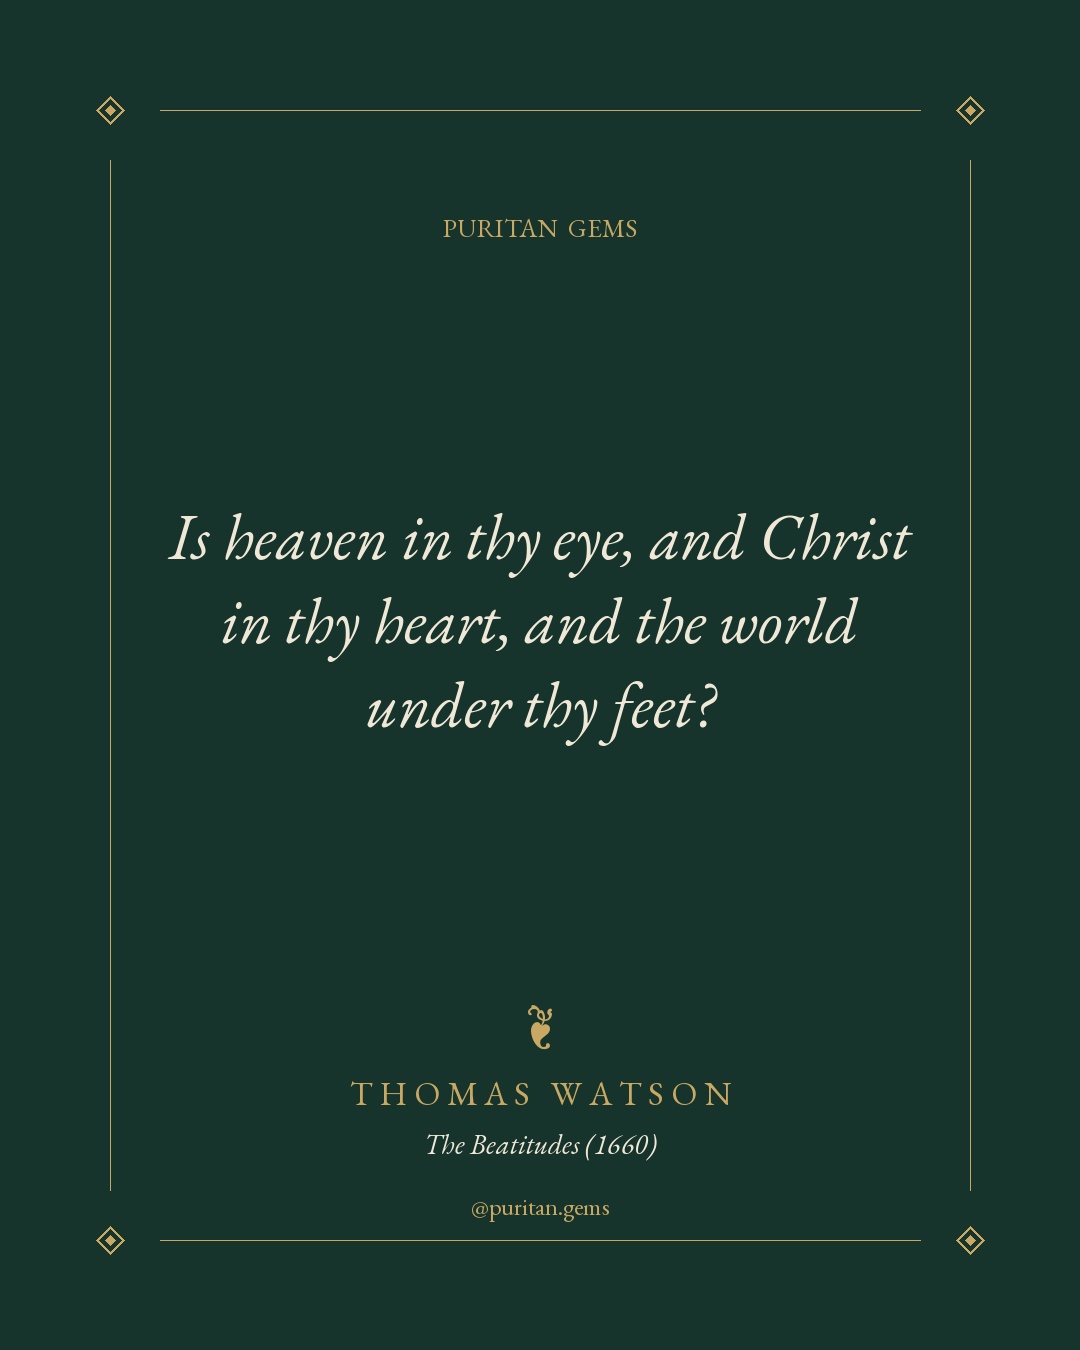 PURITAN GEMS
Is heaven in thy eye, and Christ
in thy heart, and the world
under thy feet?
THOMAS WATSON
The Beatitudes (1660)
@puritan.gems